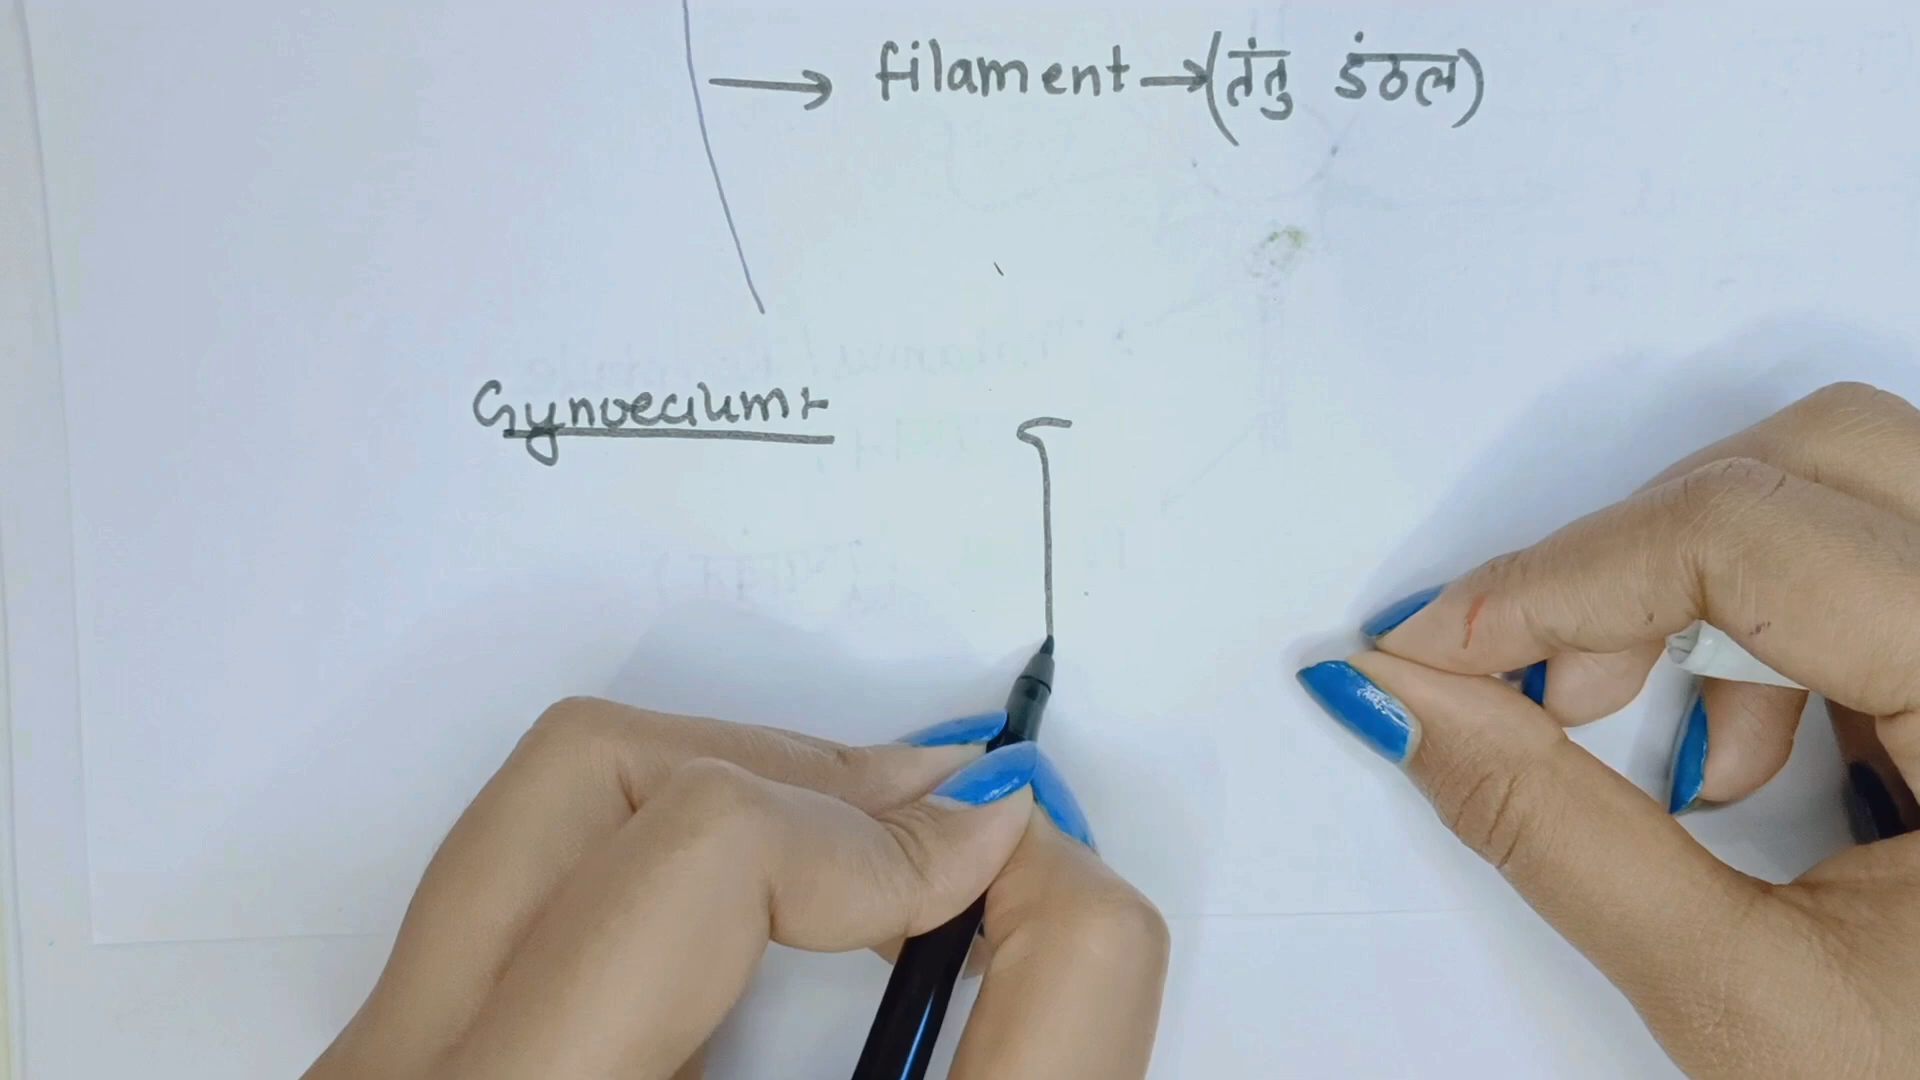 → filament → (तंतु डंठल)
Gynoecium :-